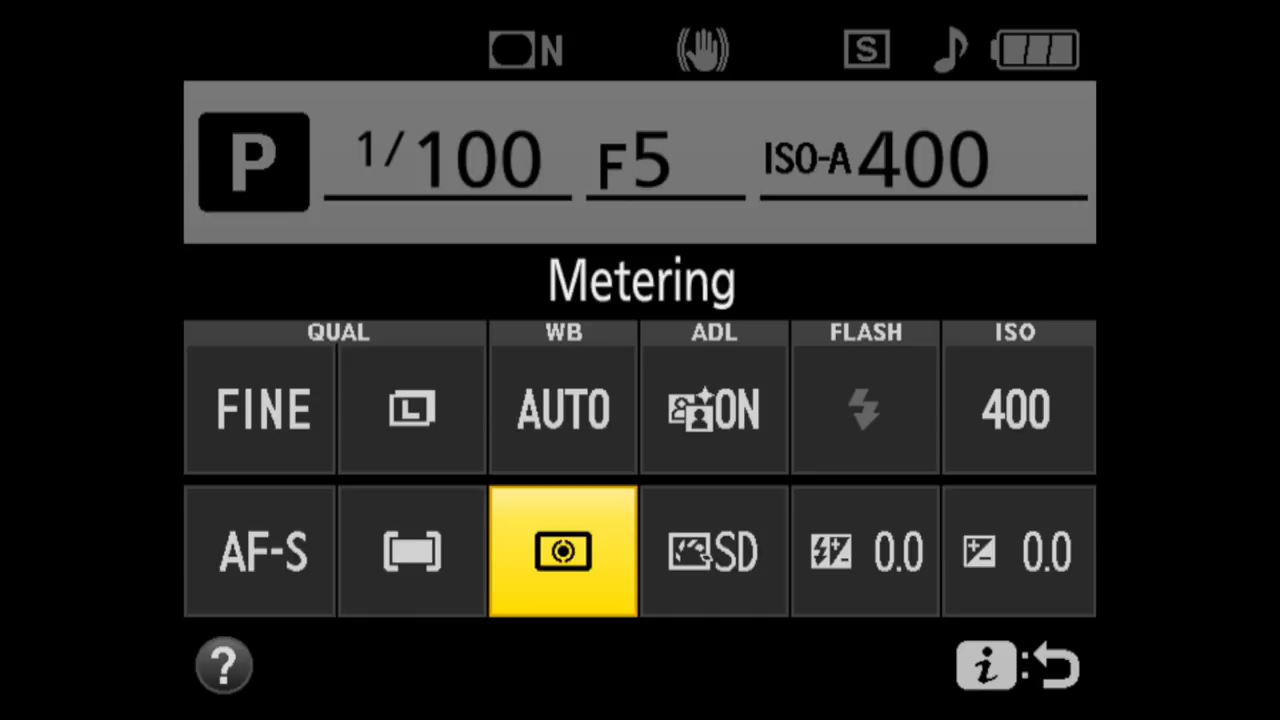 N S
P 1/100 F5 ISO-A 400
Metering
QUAL WB ADL FLASH ISO
FINE L AUTO ON 400
AF-S SD 0.0 0.0
? i: